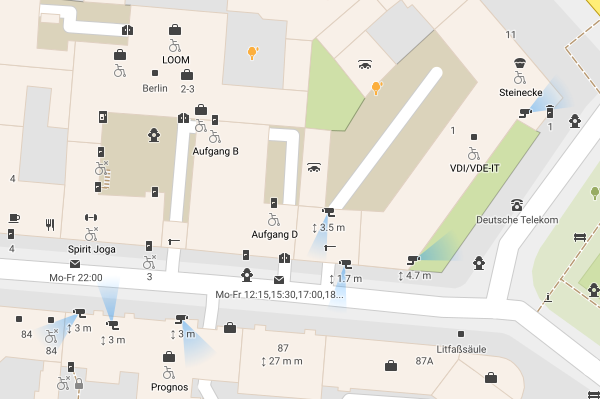 11
LOOM
Berlin
2-3
Steinecke
1
1
Aufgang B
VDI/VDE-IT
4
Deutsche Telekom
↕ 3.5 m
Aufgang D
4
Spirit Joga
3
↕ 1.7 m
↕ 4.7 m
Mo-Fr 22:00
Mo-Fr 12:15,15:30,17:00,18...
↕ 3 m
↕ 3 m
↕ 3 m
84
84
87
↕ 27 m m
87A
Litfaßsäule
Prognos